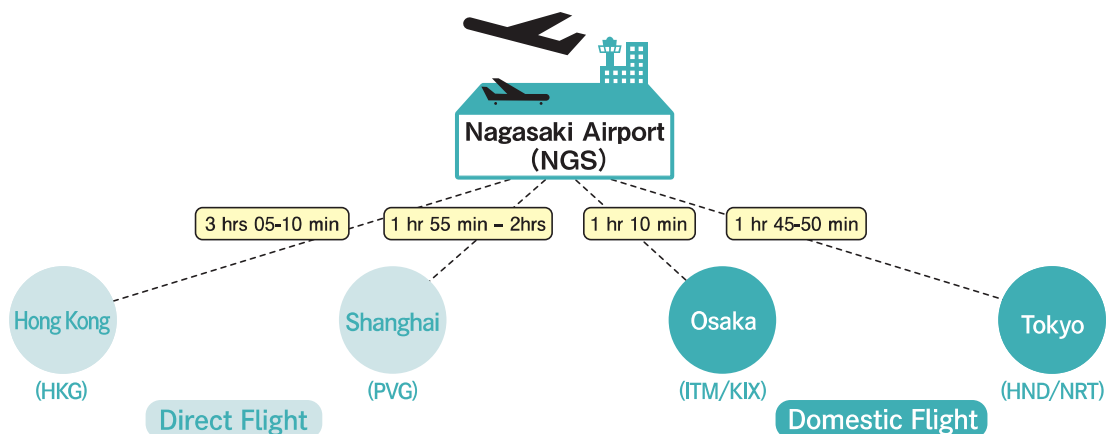 Nagasaki Airport
(NGS)
3 hrs 05-10 min
1 hr 55 min – 2hrs
1 hr 10 min
1 hr 45-50 min
Hong Kong
Shanghai
Osaka
Tokyo
(HKG)
(PVG)
(ITM/KIX)
(HND/NRT)
Direct Flight
Domestic Flight